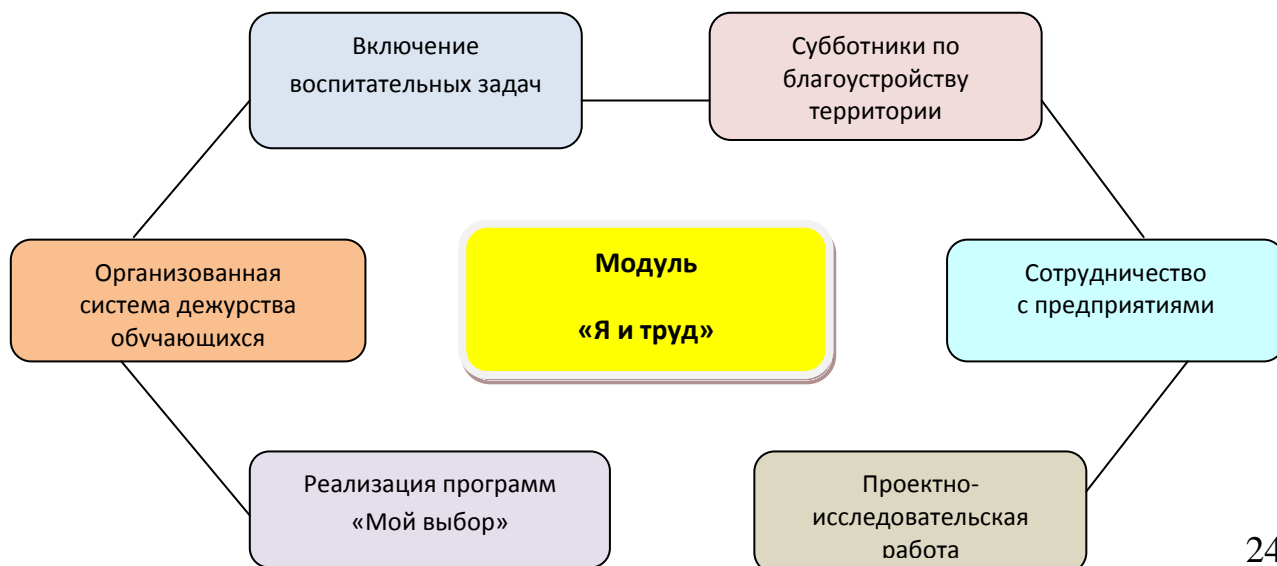 Включение
воспитательных задач
Субботники по
благоустройству
территории
Организованная
система дежурства
обучающихся
Модуль
«Я и труд»
Сотрудничество
с предприятиями
Реализация программ
«Мой выбор»
Проектно-
исследовательская
работа
24